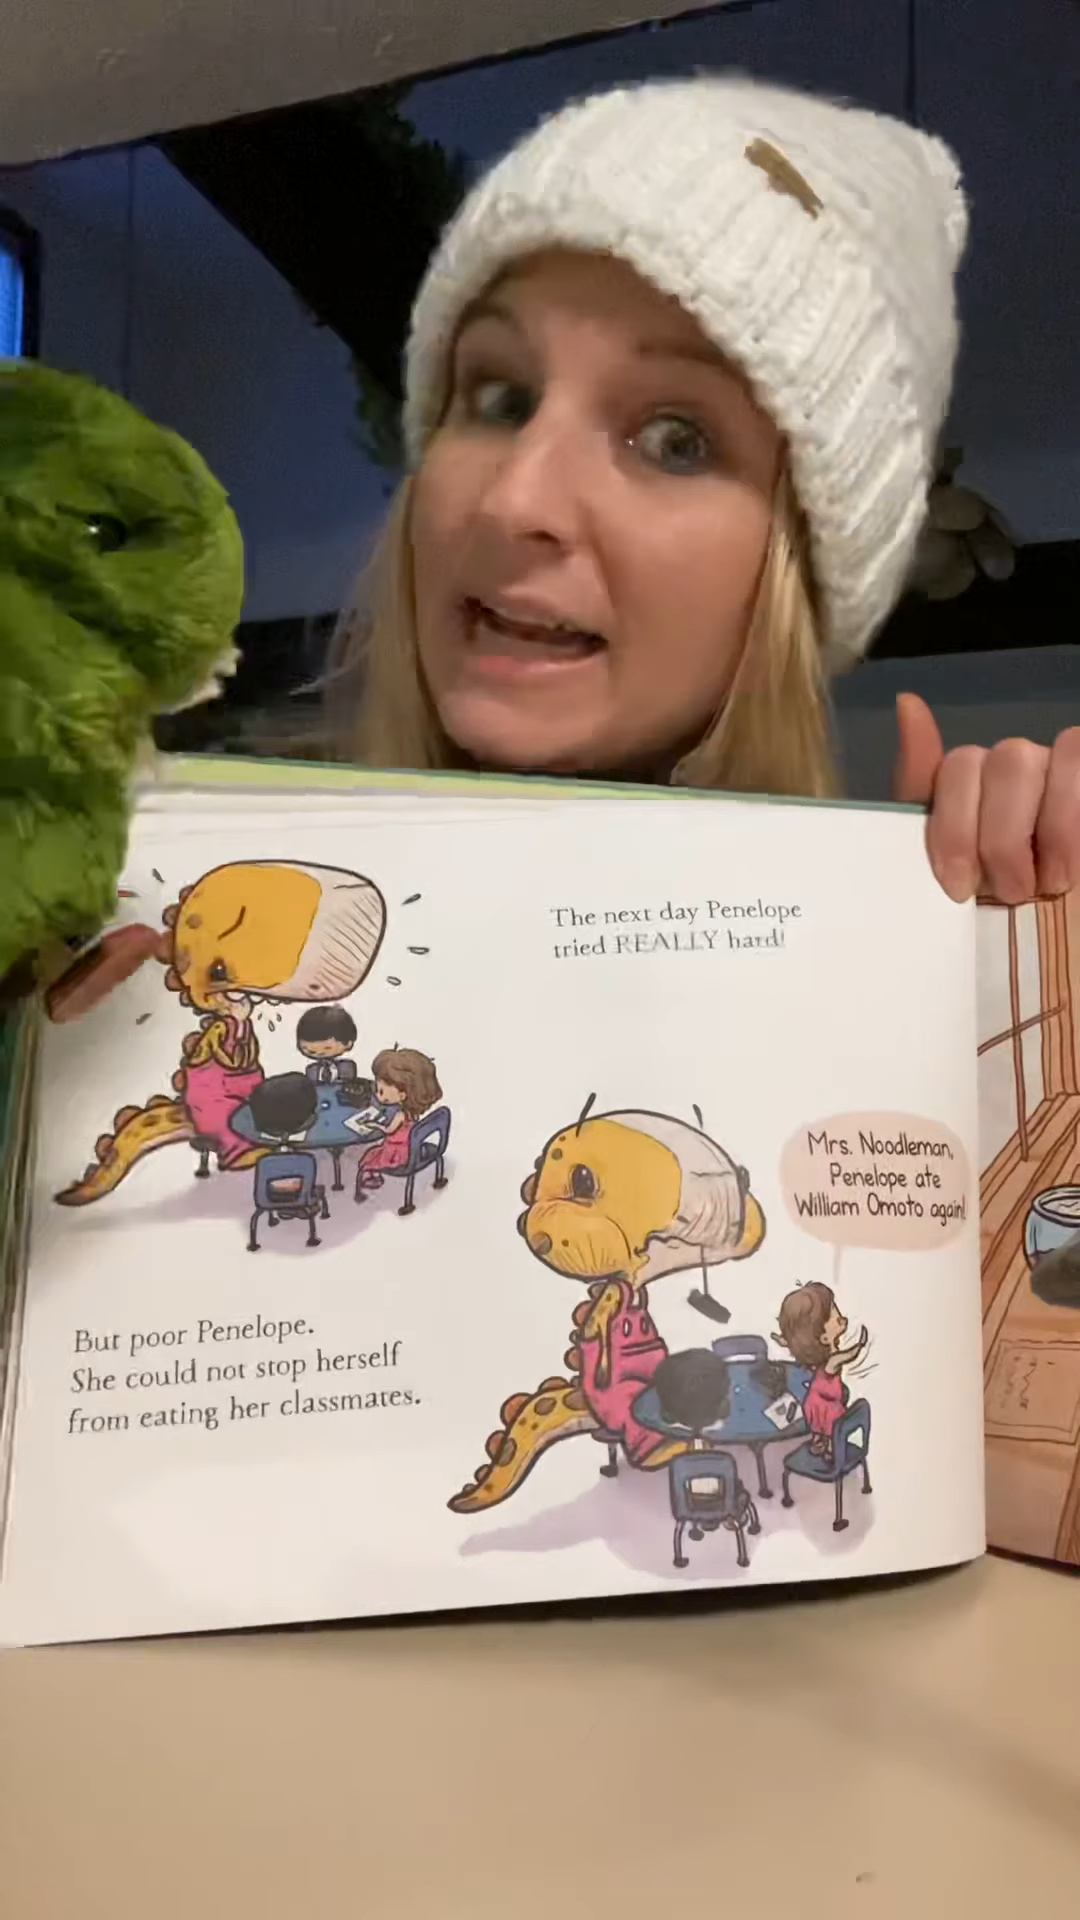 The next day Penelope
tried REALLY hard!
But poor Penelope.
She could not stop herself
from eating her classmates.
Mrs. Noodleman,
Penelope ate
William Omoto again!